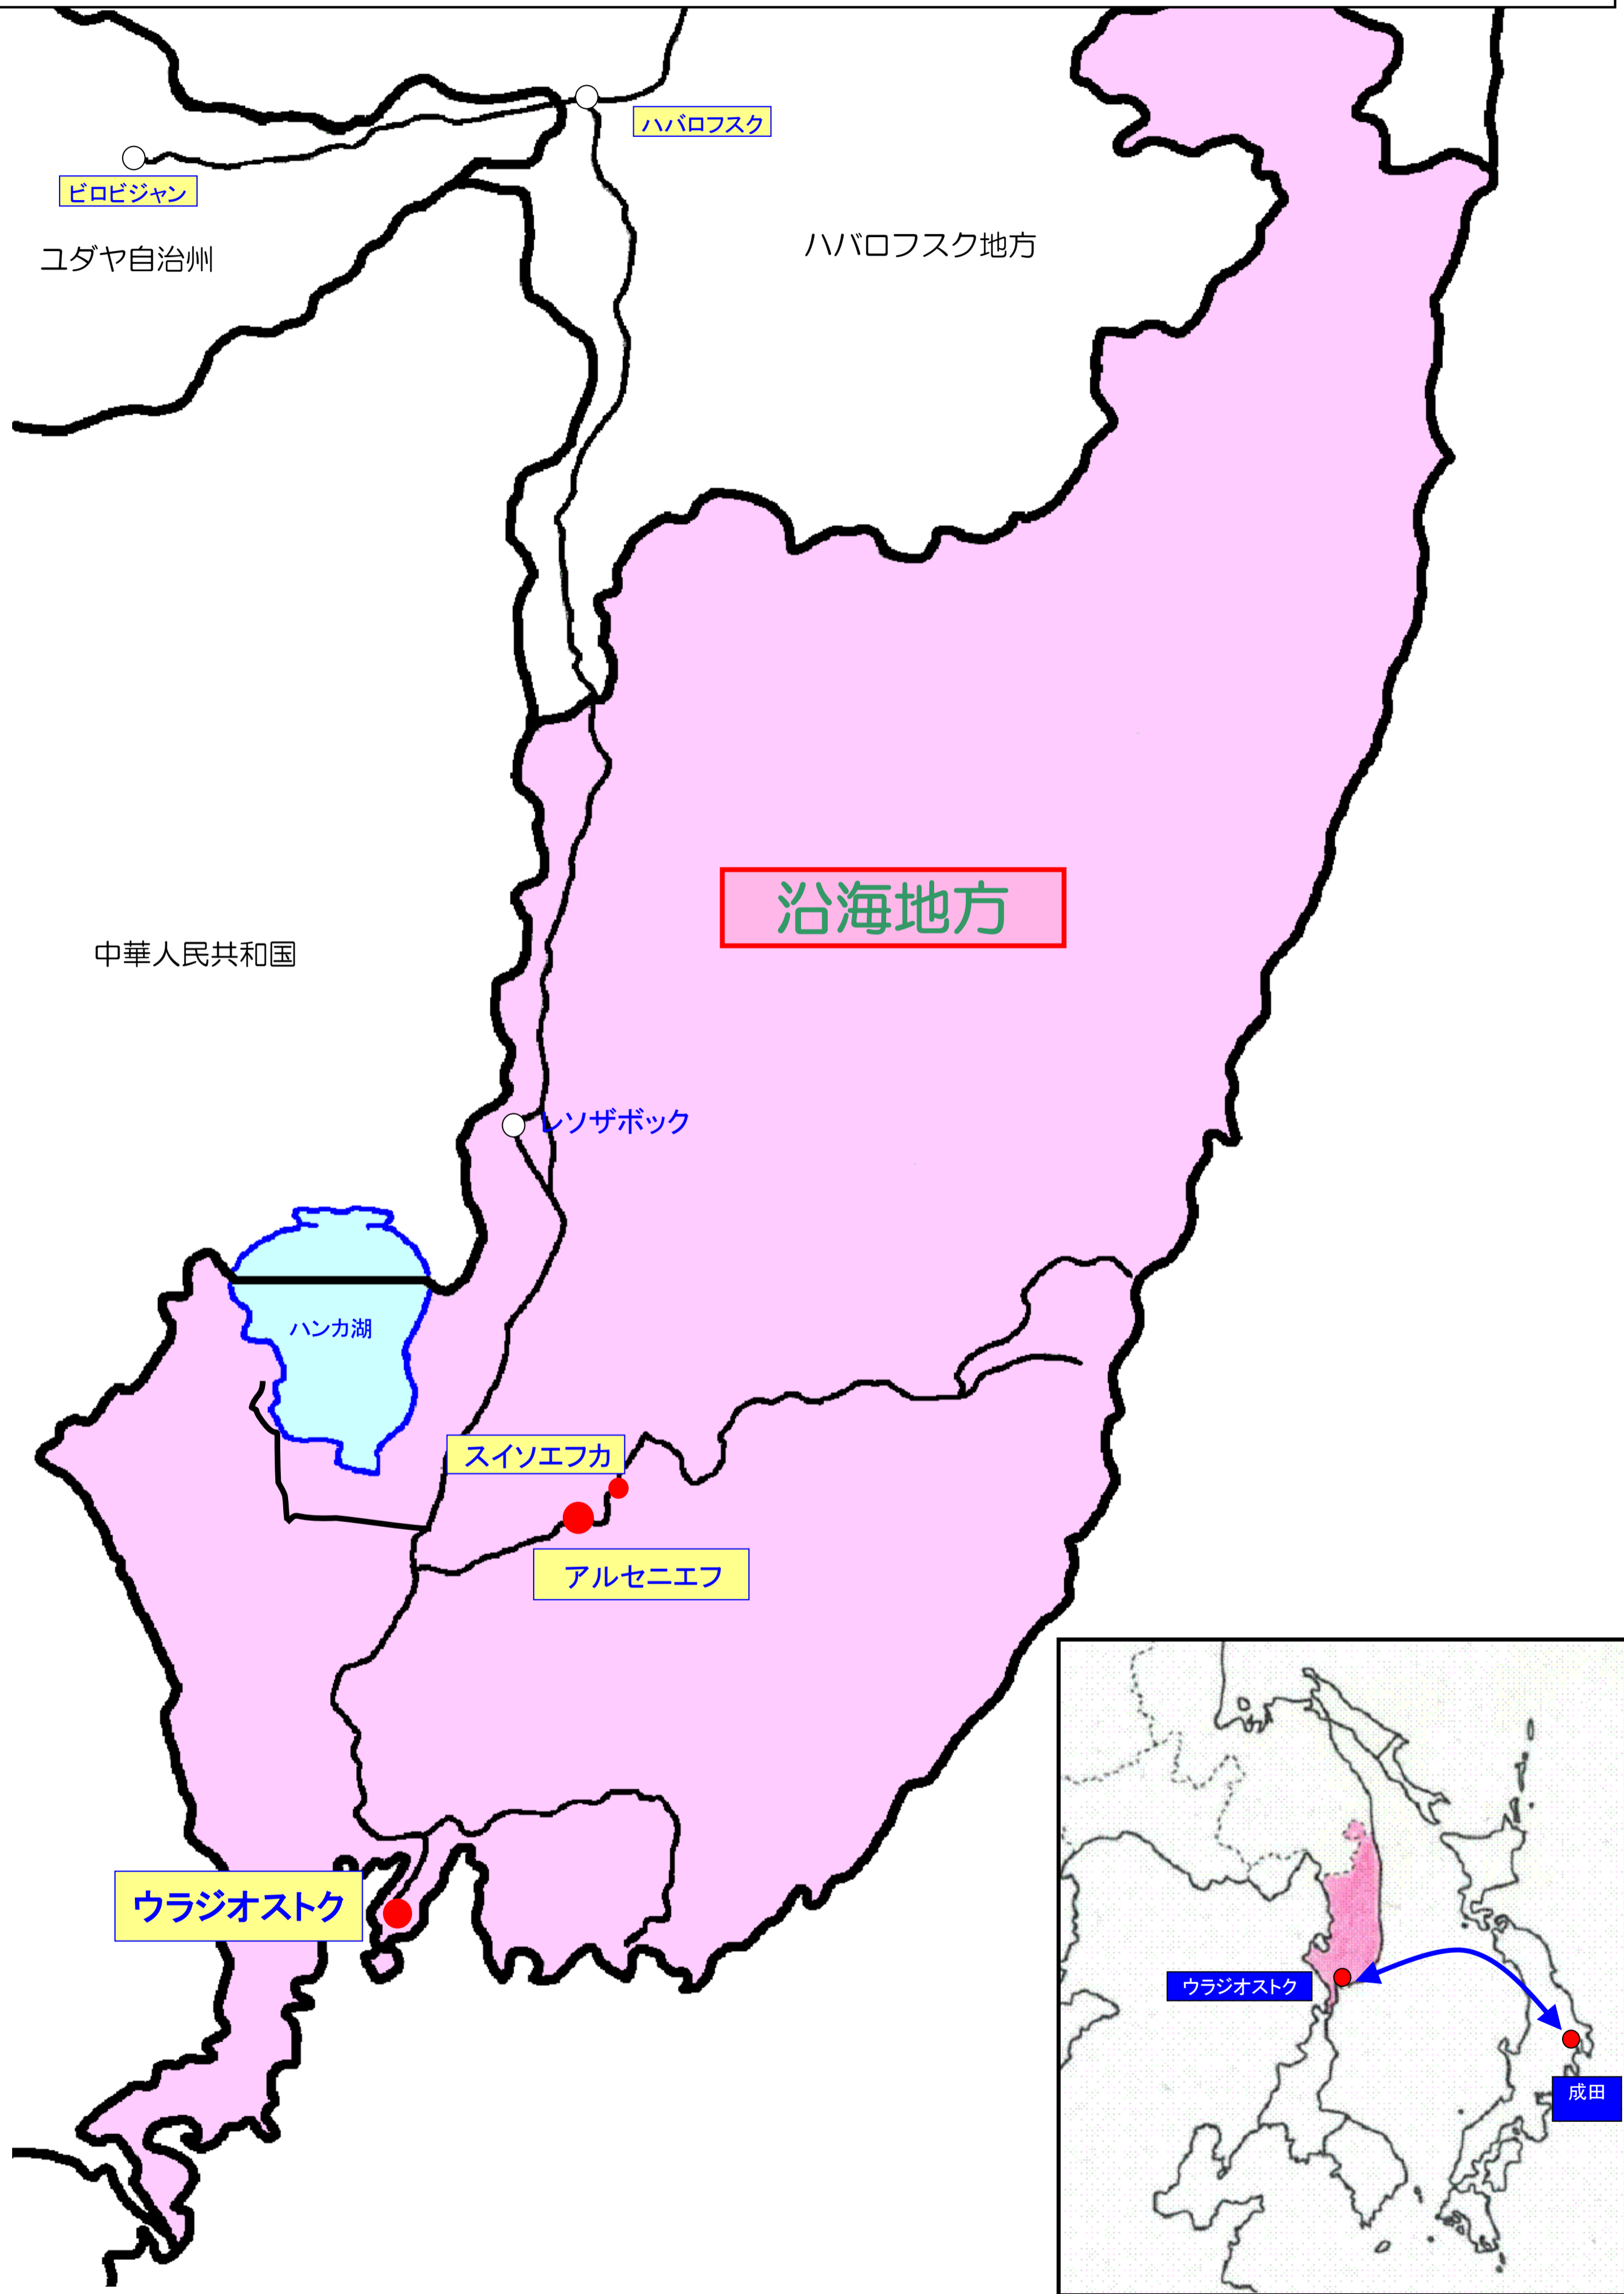 ハバロフスク
ビロビジャン
ユダヤ自治州
ハバロフスク地方
沿海地方
中華人民共和国
レソザボック
ハンカ湖
スイソエフカ
アルセニエフ
ウラジオストク
ウラジオストク
成田